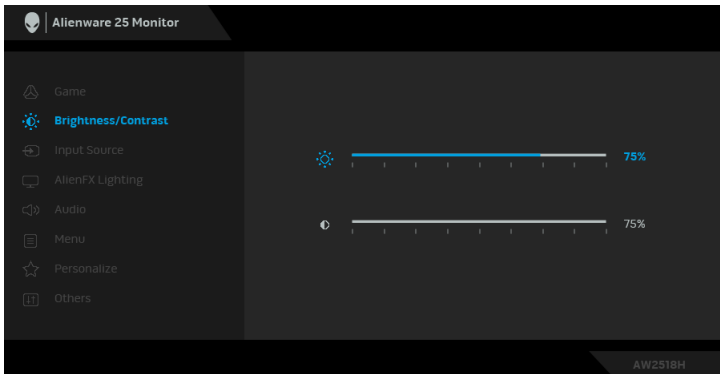 Alienware 25 Monitor
Game
Brightness/Contrast
Input Source
AlienFX Lighting
Audio
Menu
Personalize
Others
75%
75%
AW2518H